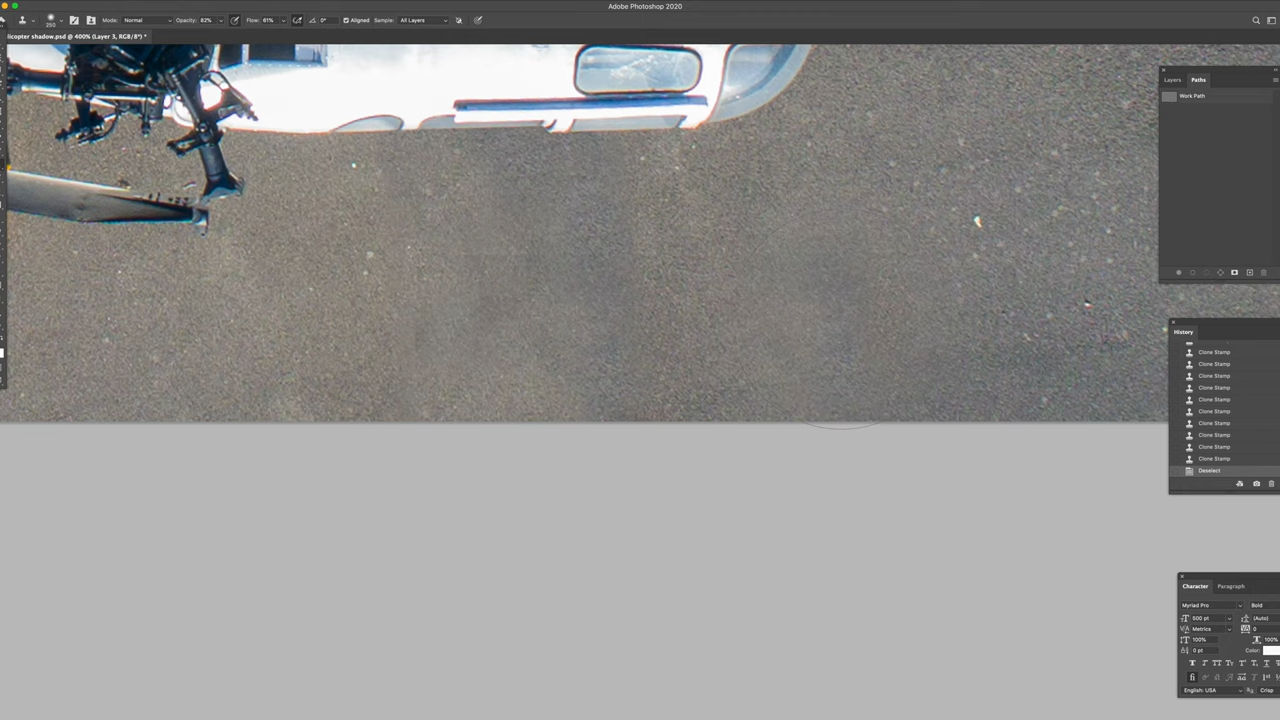 Adobe Photoshop 2020
250 Mode: Normal Opacity: 82% Flow: 61% 0° Aligned Sample: All Layers
licopter shadow.psd @ 400% (Layer 3, RGB/8*) *
Layers Paths
Work Path
History
Clone Stamp
Clone Stamp
Clone Stamp
Clone Stamp
Clone Stamp
Clone Stamp
Clone Stamp
Clone Stamp
Clone Stamp
Clone Stamp
Deselect
Character Paragraph
Myriad Pro Bold
500 pt (Auto)
Metrics 0
100% 100%
0 pt Color:
English: USA Crisp